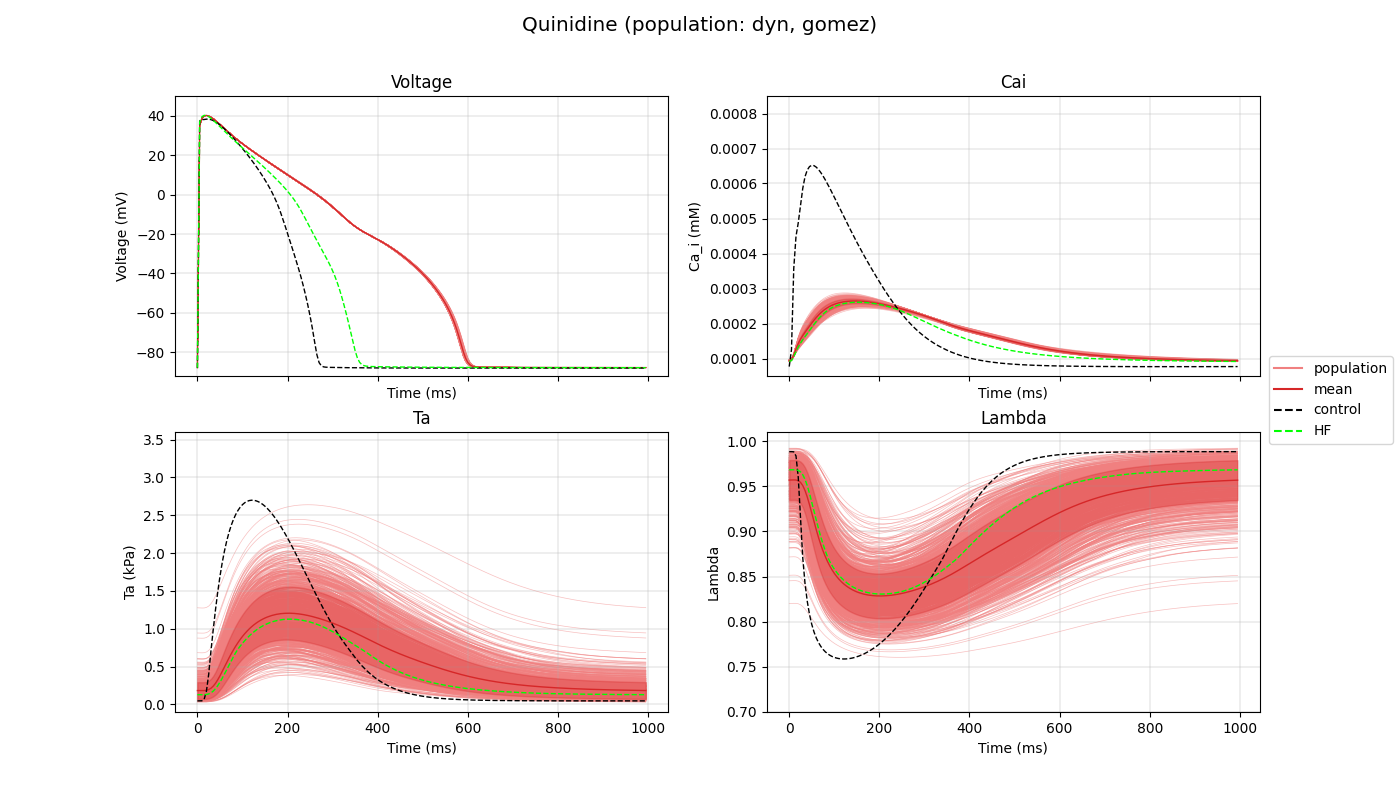 Quinidine (population: dyn, gomez)
Voltage
40
20
0
−20
−40
−60
−80
Voltage (mV)
Time (ms)
Cai
0.0008
0.0007
0.0006
0.0005
0.0004
0.0003
0.0002
0.0001
Ca_i (mM)
Time (ms)
population
mean
control
HF
Ta
3.5
3.0
2.5
2.0
1.5
1.0
0.5
0.0
Ta (kPa)
0 200 400 600 800 1000
Time (ms)
Lambda
1.00
0.95
0.90
0.85
0.80
0.75
0.70
Lambda
0 200 400 600 800 1000
Time (ms)